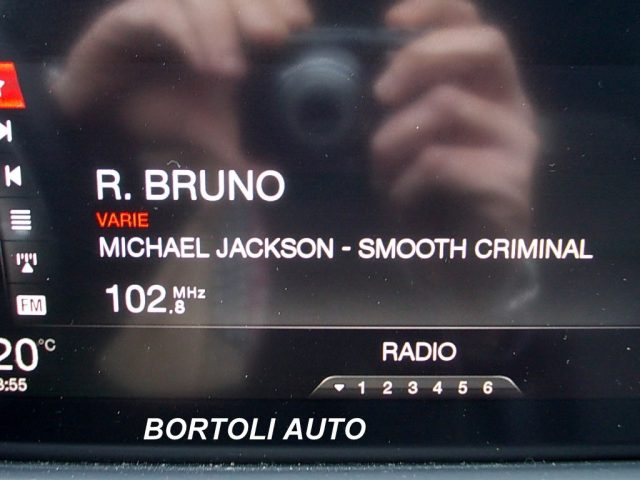 R. BRUNO
VARIE
MICHAEL JACKSON - SMOOTH CRIMINAL
102.8 MHz
FM
20°C
RADIO
1 2 3 4 5 6
BORTOLI AUTO